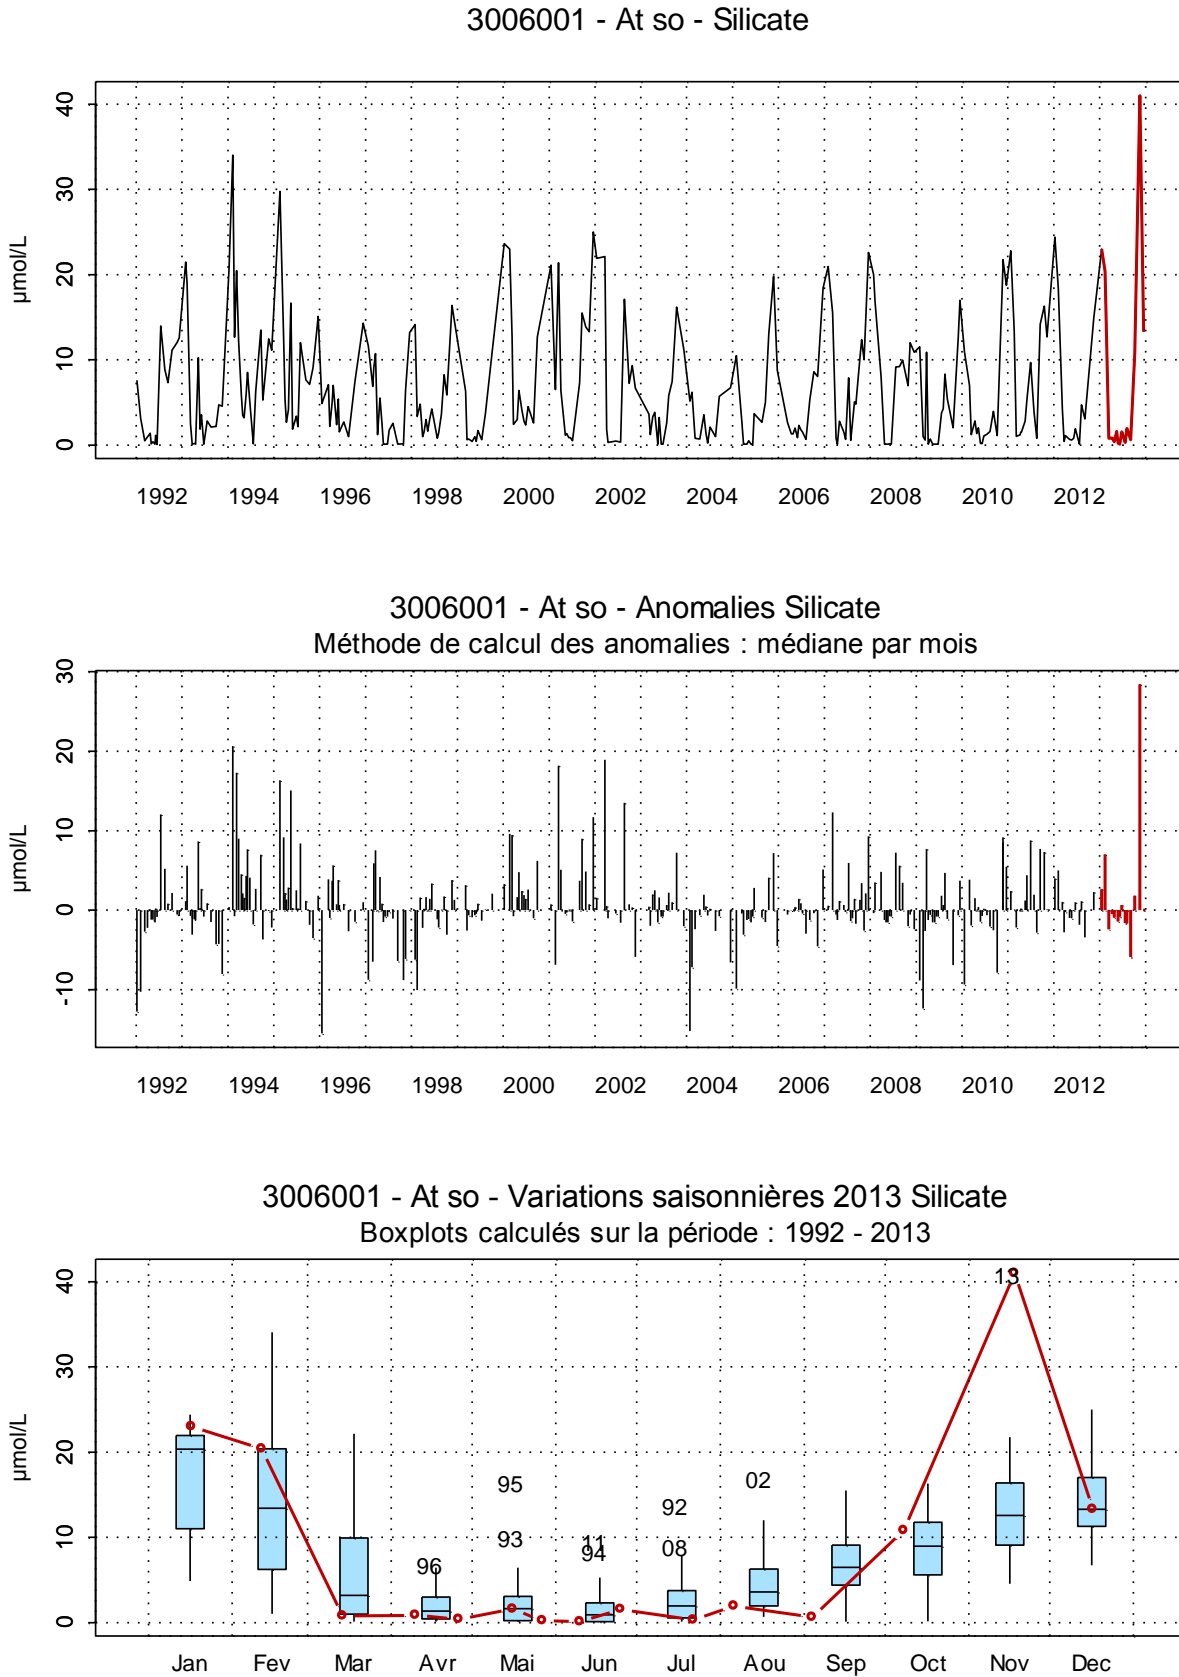 3006001 - At so - Silicate
40
30
20
10
0
µmol/L
1992 1994 1996 1998 2000 2002 2004 2006 2008 2010 2012
3006001 - At so - Anomalies Silicate
Méthode de calcul des anomalies : médiane par mois
30
20
10
0
-10
µmol/L
1992 1994 1996 1998 2000 2002 2004 2006 2008 2010 2012
3006001 - At so - Variations saisonnières 2013 Silicate
Boxplots calculés sur la période : 1992 - 2013
40
30
20
10
0
µmol/L
13
95
02
92
93
11
94
08
96
Jan Fev Mar Avr Mai Jun Jul Aou Sep Oct Nov Dec